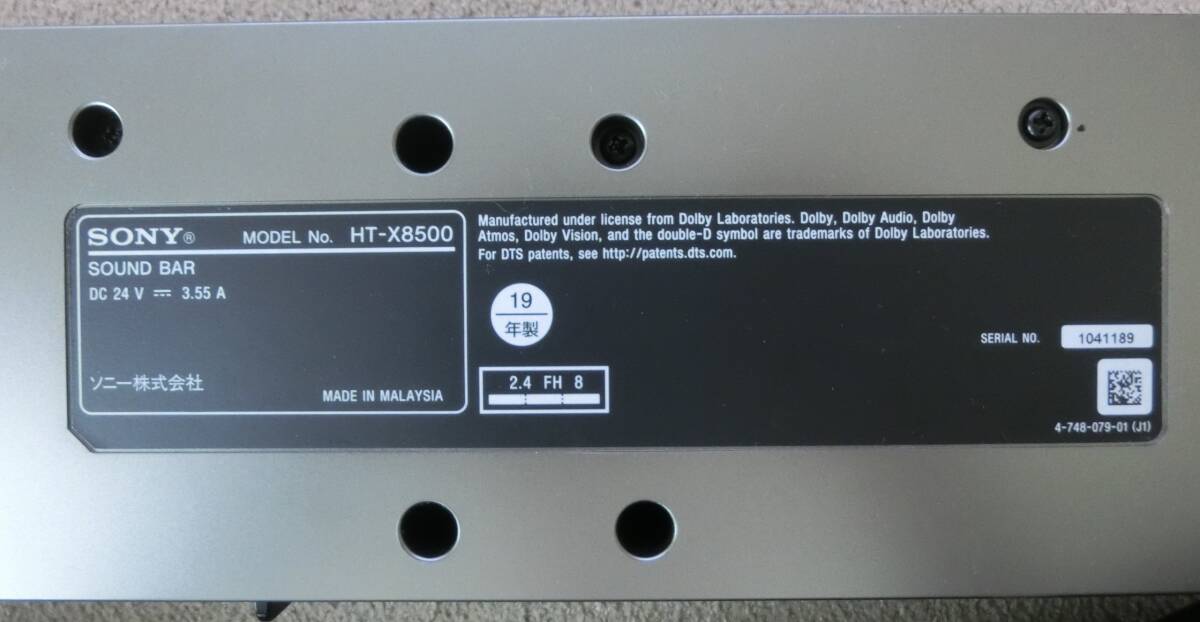 SONY® MODEL No. HT-X8500
SOUND BAR
DC 24 V ⎓ 3.55 A
ソニー株式会社
MADE IN MALAYSIA
Manufactured under license from Dolby Laboratories. Dolby, Dolby Audio, Dolby
Atmos, Dolby Vision, and the double-D symbol are trademarks of Dolby Laboratories.
For DTS patents, see http://patents.dts.com.
19
年製
2.4 FH 8
SERIAL NO. 1041189
4-748-079-01 (J1)